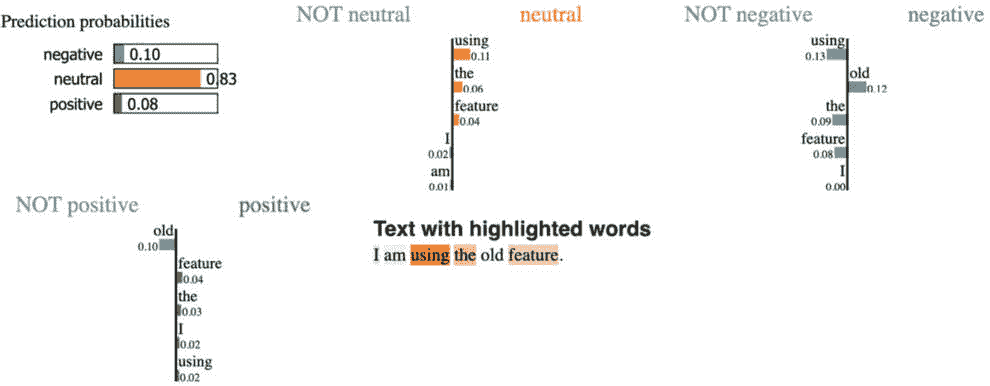 Prediction probabilities
negative 0.10
neutral 0.83
positive 0.08
NOT neutral neutral
using
0.11
the
0.06
feature
0.04
I
0.02
am
0.01
NOT negative negative
using
0.13
old
0.12
the
0.09
feature
0.08
I
0.00
NOT positive positive
old
0.10
feature
0.04
the
0.03
I
0.02
using
0.02
Text with highlighted words
I am using the old feature.